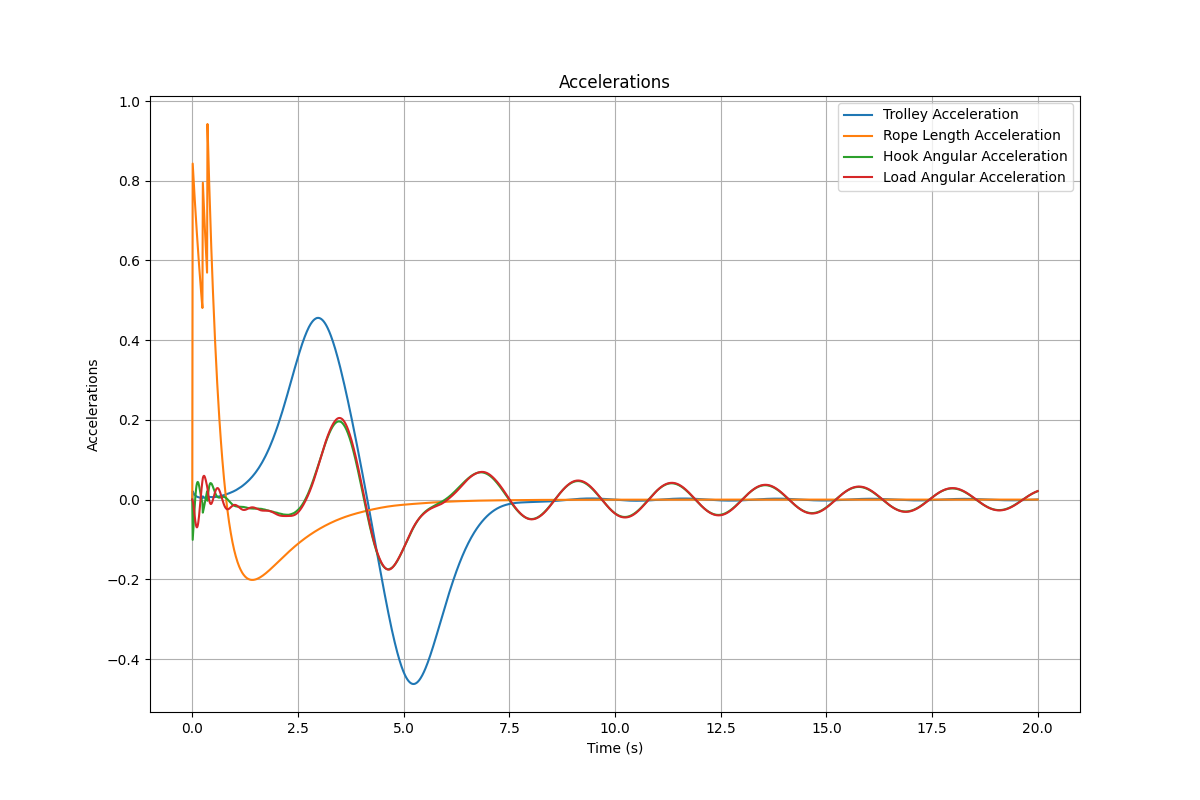 Accelerations
Trolley Acceleration
Rope Length Acceleration
Hook Angular Acceleration
Load Angular Acceleration
1.0
0.8
0.6
0.4
0.2
0.0
−0.2
−0.4
Accelerations
0.0 2.5 5.0 7.5 10.0 12.5 15.0 17.5 20.0
Time (s)